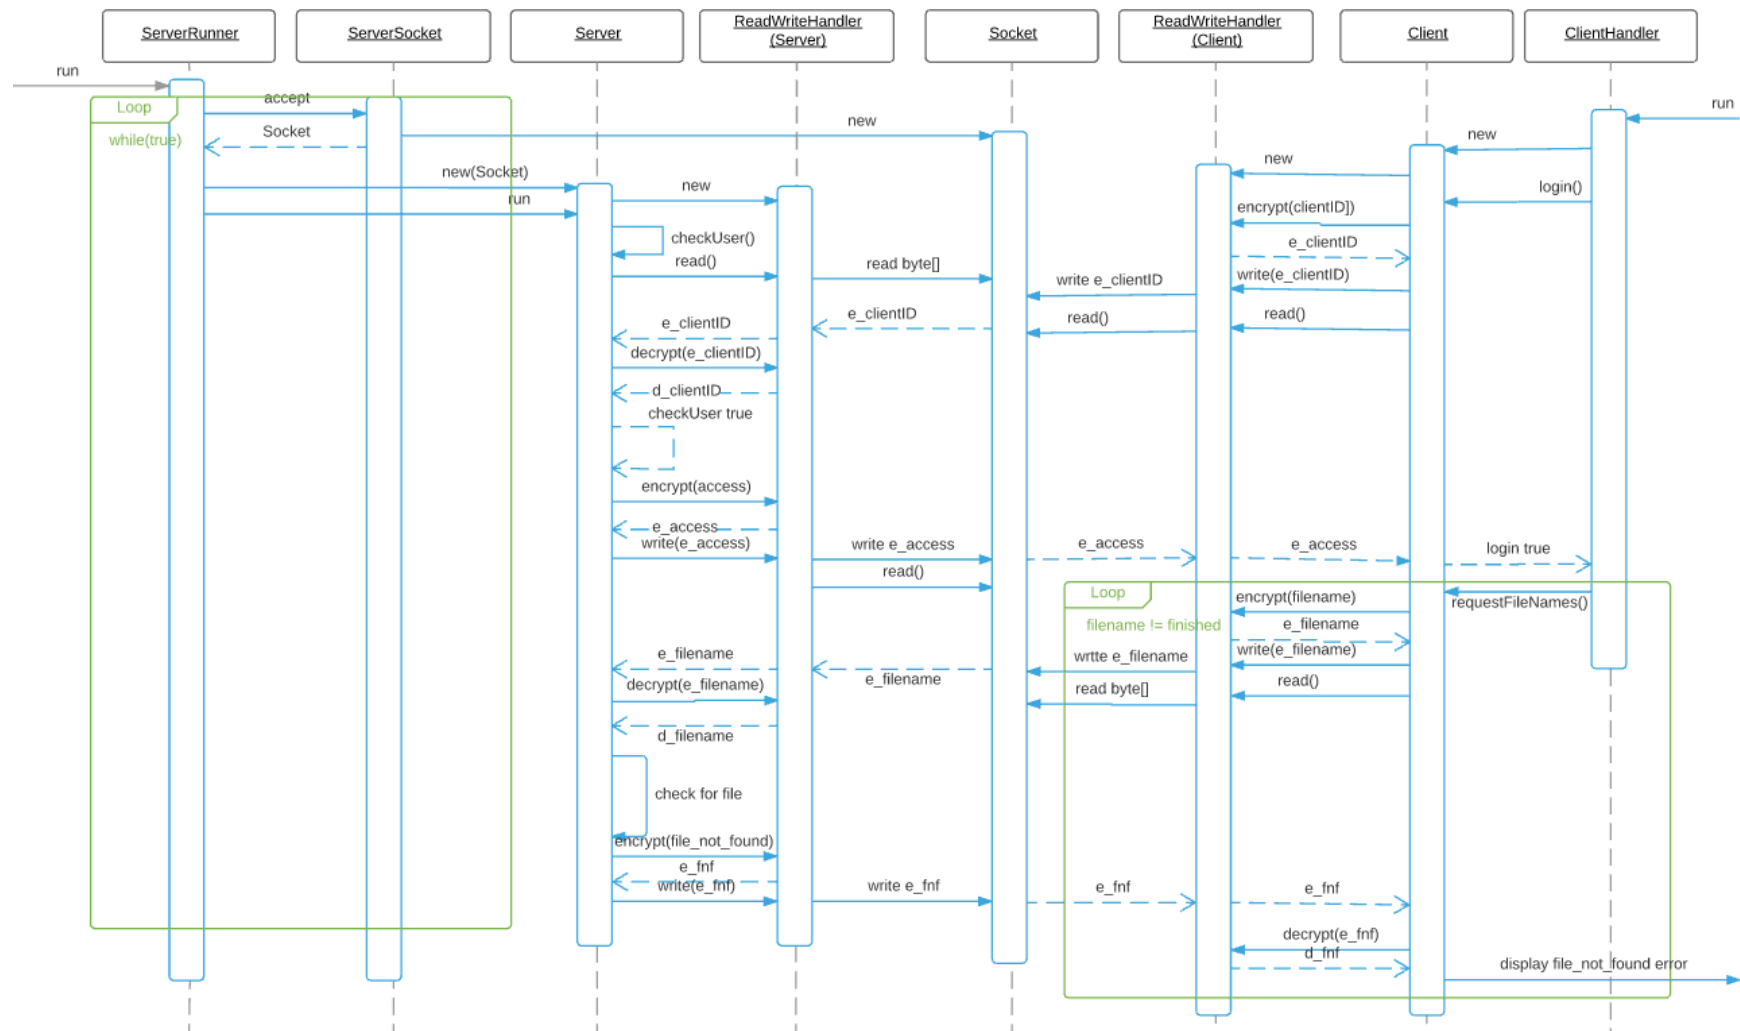 ServerRunner
ServerSocket
Server
ReadWriteHandler
(Server)
Socket
ReadWriteHandler
(Client)
Client
ClientHandler
run
Loop
accept
run
while(true)
Socket
new
new
new
new(Socket)
new
login()
run
encrypt(clientID])
checkUser()
e_clientID
read()
read byte[]
write e_clientID
write(e_clientID)
e_clientID
e_clientID
read()
read()
decrypt(e_clientID)
d_clientID
checkUser true
encrypt(access)
e_access
write(e_access)
write e_access
e_access
e_access
login true
read()
Loop
encrypt(filename)
requestFileNames()
filename != finished
e_filename
e_filename
wrtte e_filename
write(e_filename)
e_filename
decrypt(e_filename)
read byte[]
read()
d_filename
check for file
encrypt(file_not_found)
e_fnf
write(e_fnf)
write e_fnf
e_fnf
e_fnf
decrypt(e_fnf)
d_fnf
display file_not_found error